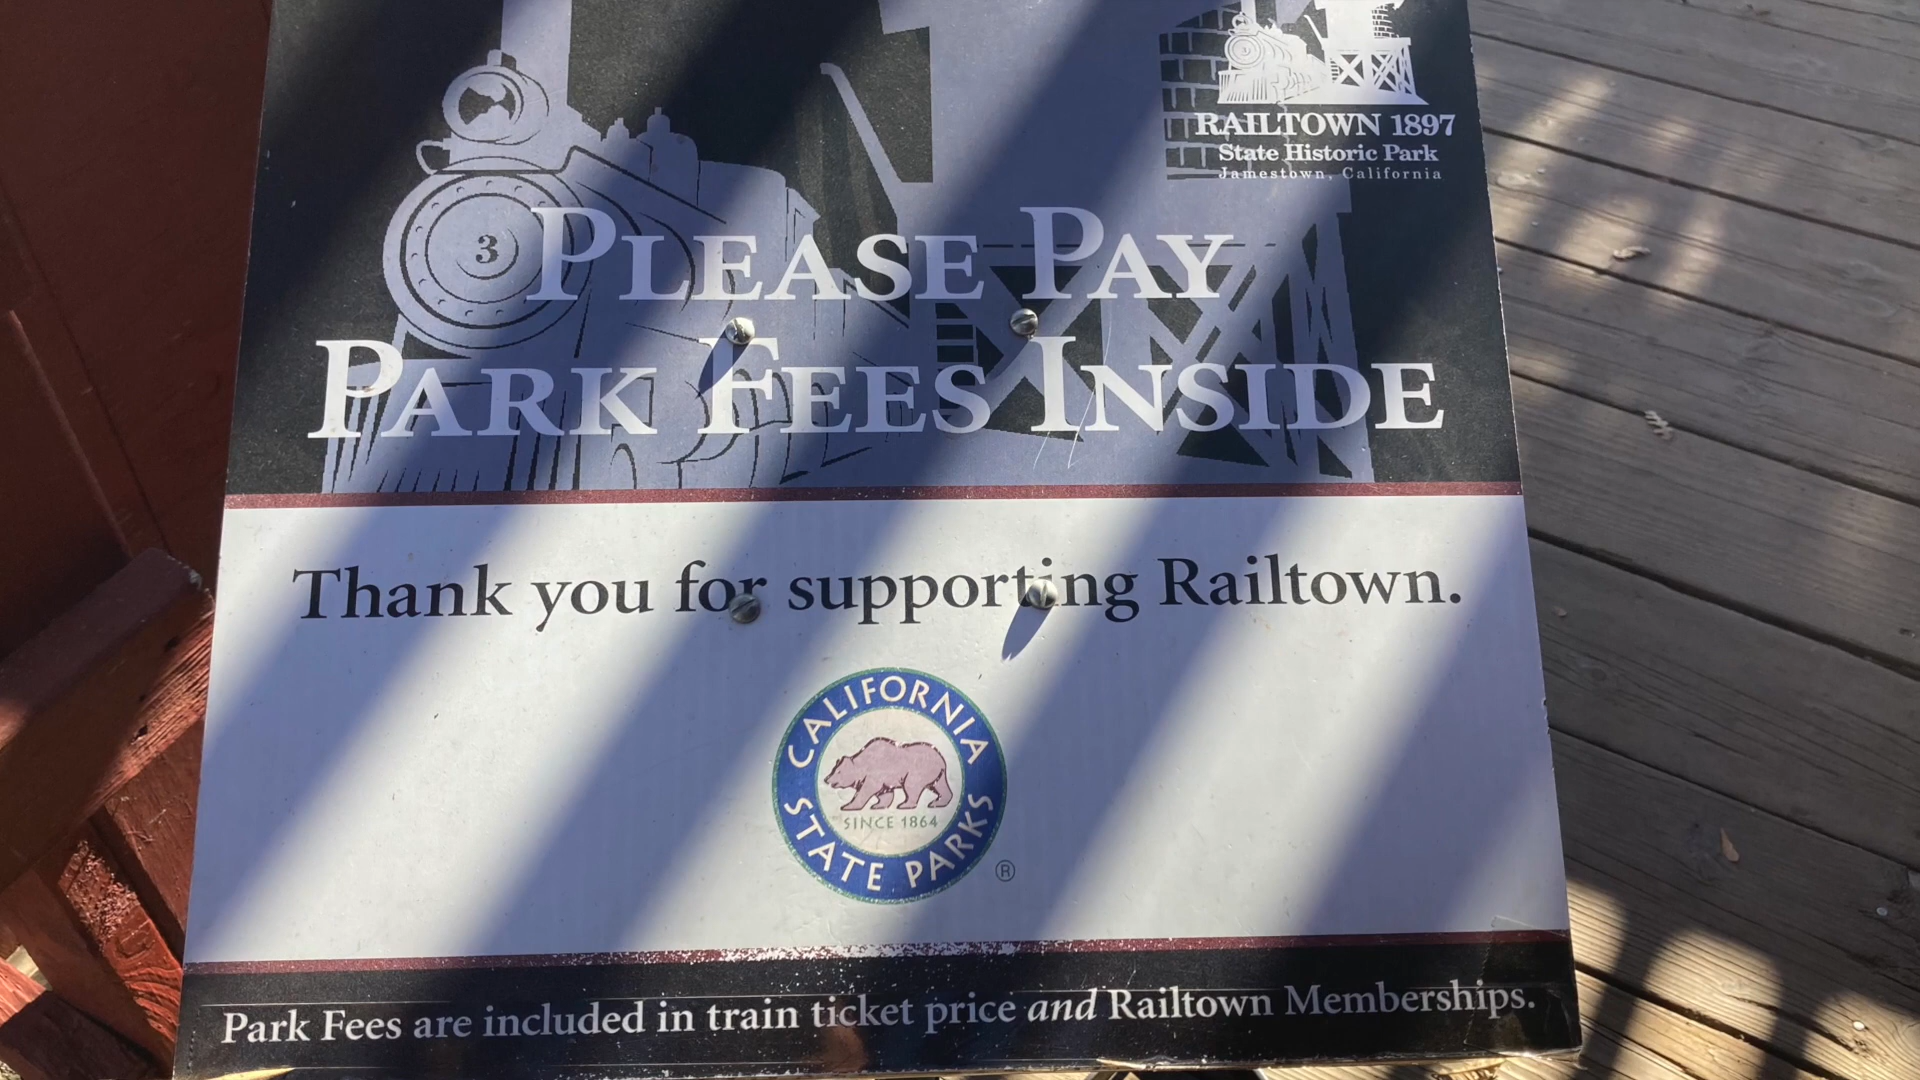 RAILTOWN 1897
State Historic Park
Jamestown, California
3
PLEASE PAY
PARK FEES INSIDE
Thank you for supporting Railtown.
CALIFORNIA
SINCE 1864
STATE PARKS
®
Park Fees are included in train ticket price and Railtown Memberships.